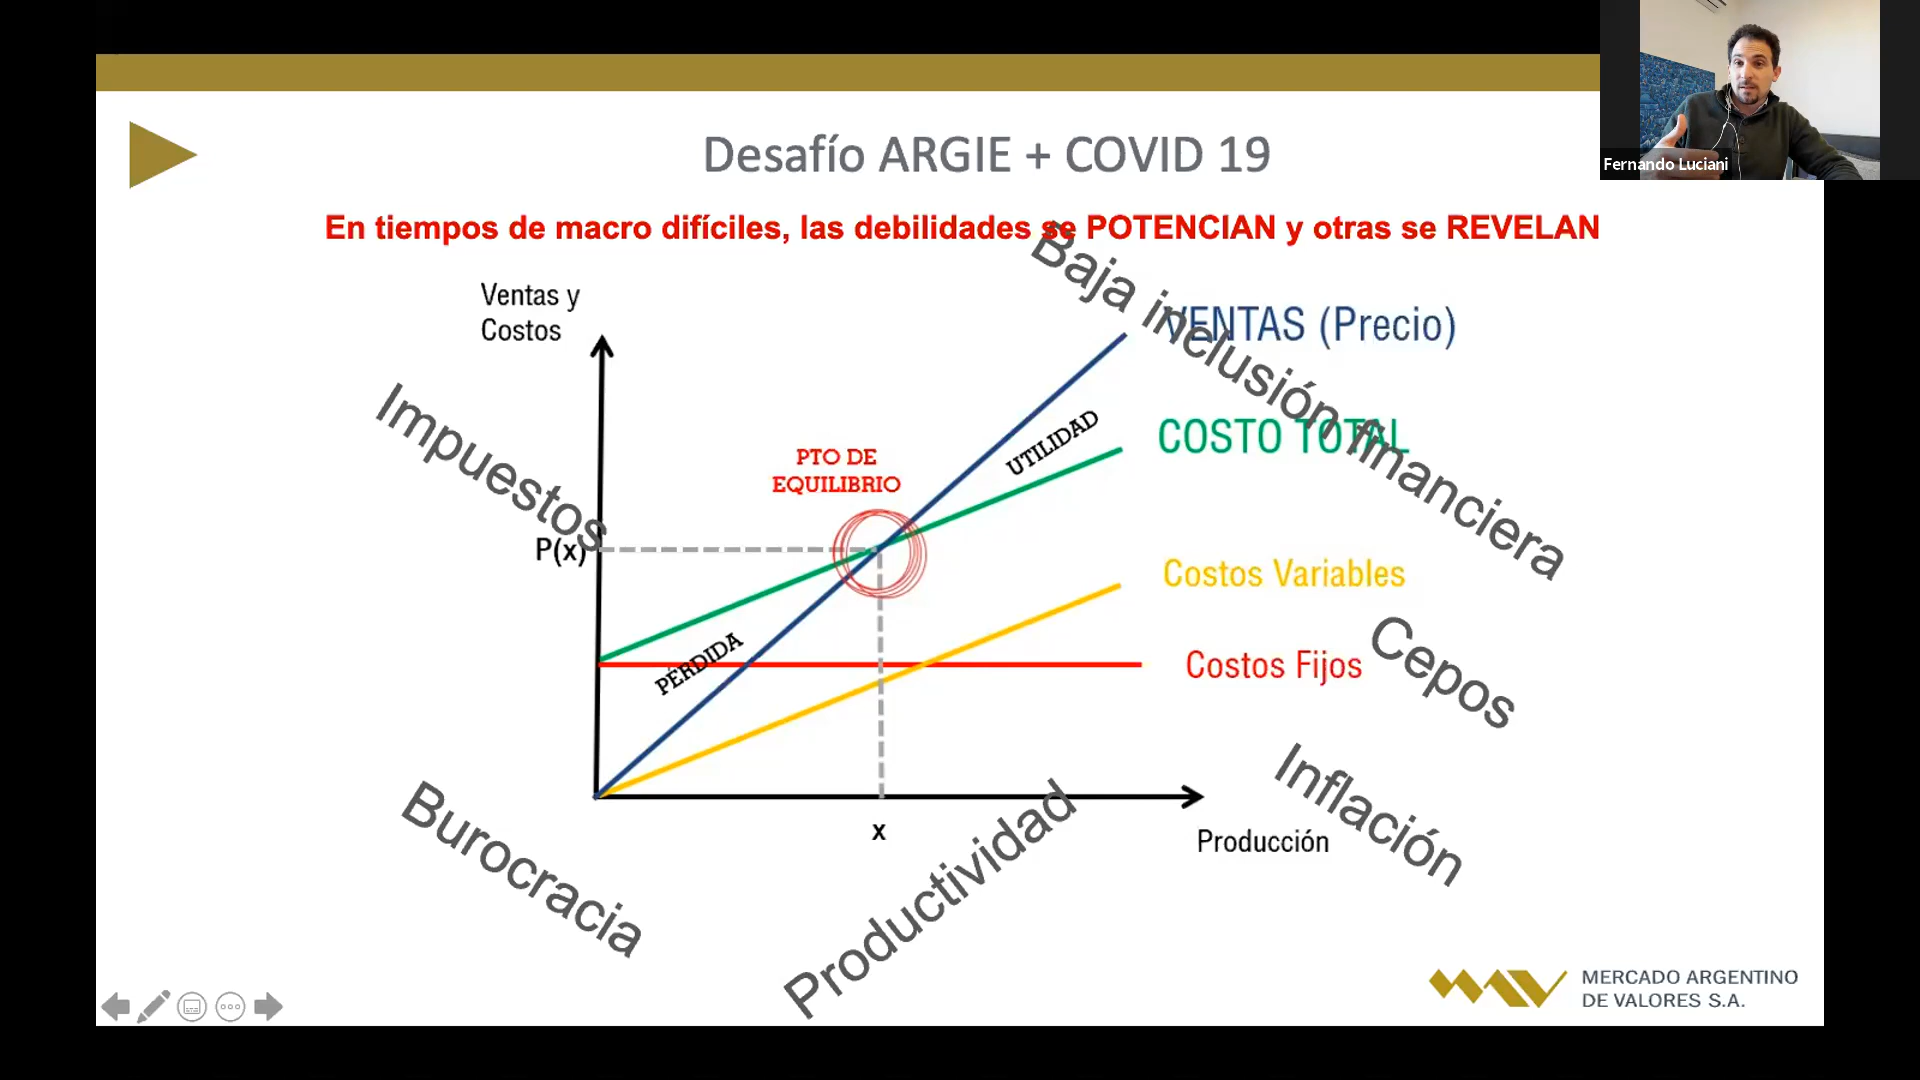 Fernando Luciani
Desafío ARGIE + COVID 19
En tiempos de macro difíciles, las debilidades se POTENCIAN y otras se REVELAN
Ventas y
Costos
Baja inclusión financiera
VENTAS (Precio)
Impuestos
UTILIDAD
COSTO TOTAL
PTO DE
EQUILIBRIO
P(x)
Costos Variables
PÉRDIDA
Costos Fijos
Cepos
Inflación
Burocracia
Productividad
x
Producción
MERCADO ARGENTINO
DE VALORES S.A.